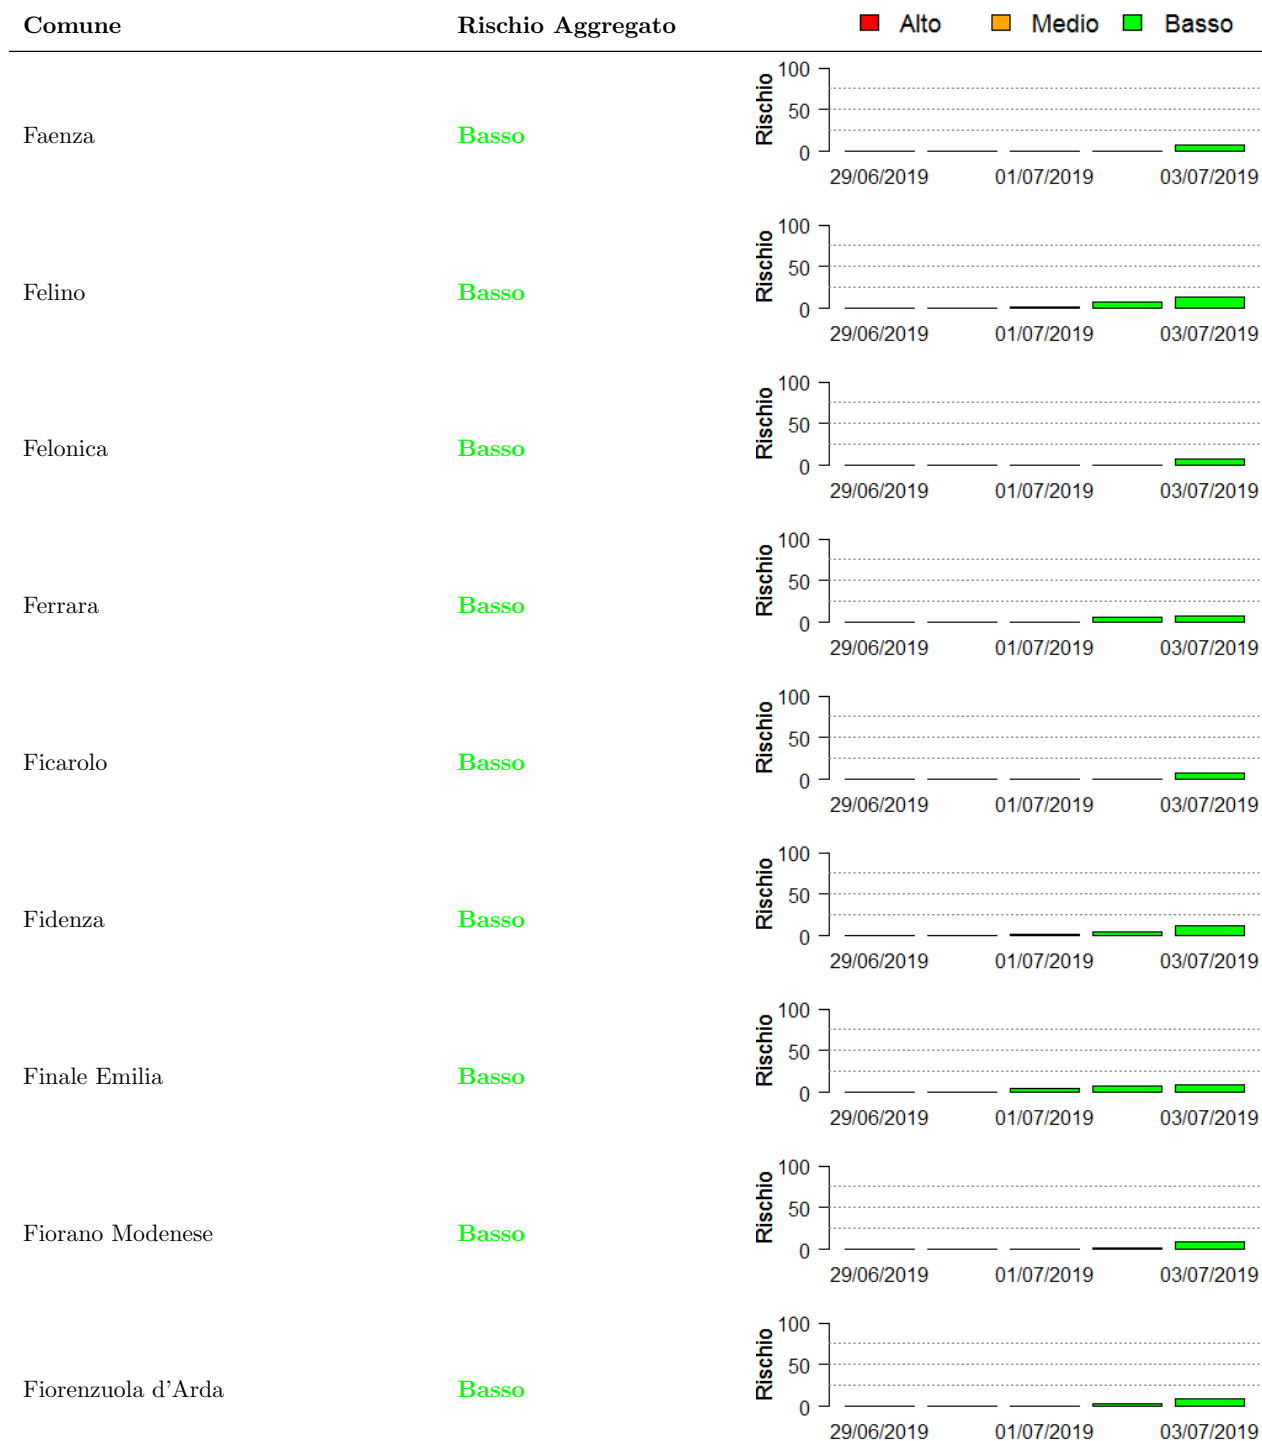 Comune Rischio Aggregato Alto Medio Basso
Faenza Basso
Rischio
100
50
0
29/06/2019 01/07/2019 03/07/2019
Felino Basso
Rischio
100
50
0
29/06/2019 01/07/2019 03/07/2019
Felonica Basso
Rischio
100
50
0
29/06/2019 01/07/2019 03/07/2019
Ferrara Basso
Rischio
100
50
0
29/06/2019 01/07/2019 03/07/2019
Ficarolo Basso
Rischio
100
50
0
29/06/2019 01/07/2019 03/07/2019
Fidenza Basso
Rischio
100
50
0
29/06/2019 01/07/2019 03/07/2019
Finale Emilia Basso
Rischio
100
50
0
29/06/2019 01/07/2019 03/07/2019
Fiorano Modenese Basso
Rischio
100
50
0
29/06/2019 01/07/2019 03/07/2019
Fiorenzuola d'Arda Basso
Rischio
100
50
0
29/06/2019 01/07/2019 03/07/2019